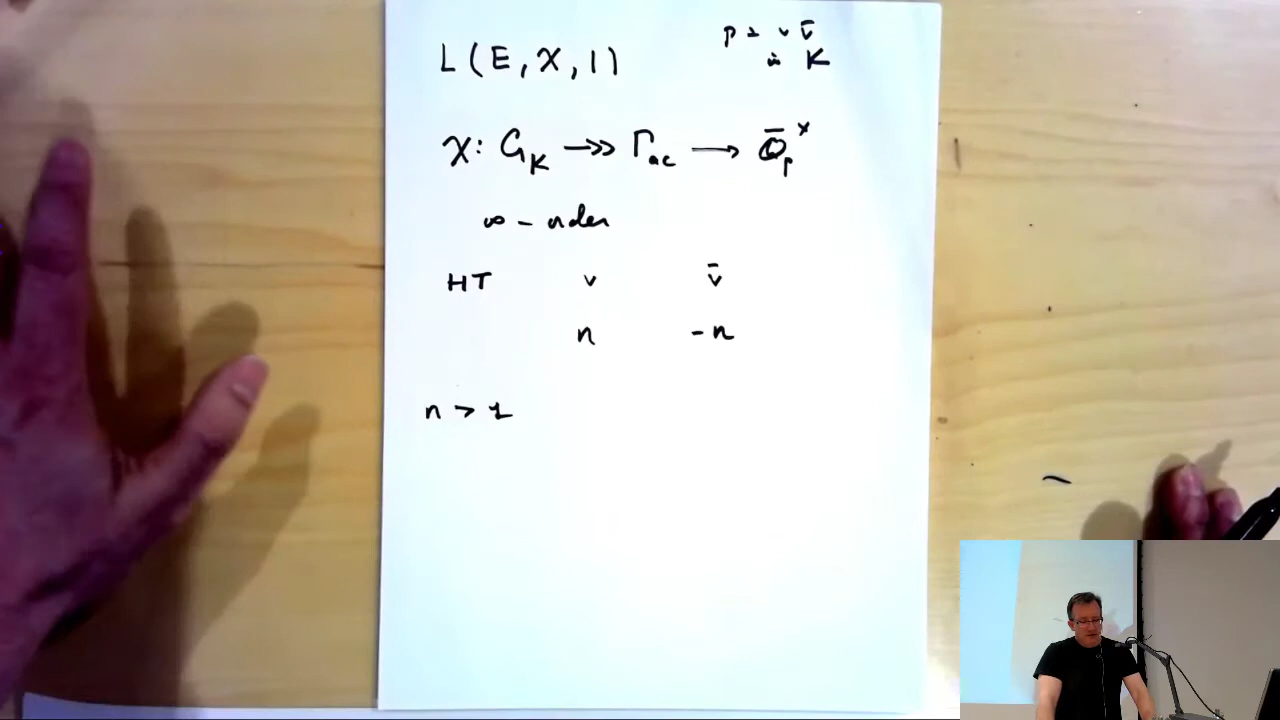 L(E, χ, 1)
p = v v̄
in K
χ: G_K ↠ Γ_ac → Q̄_p^×
∞ - order
HT v v̄
n -n
n > 1